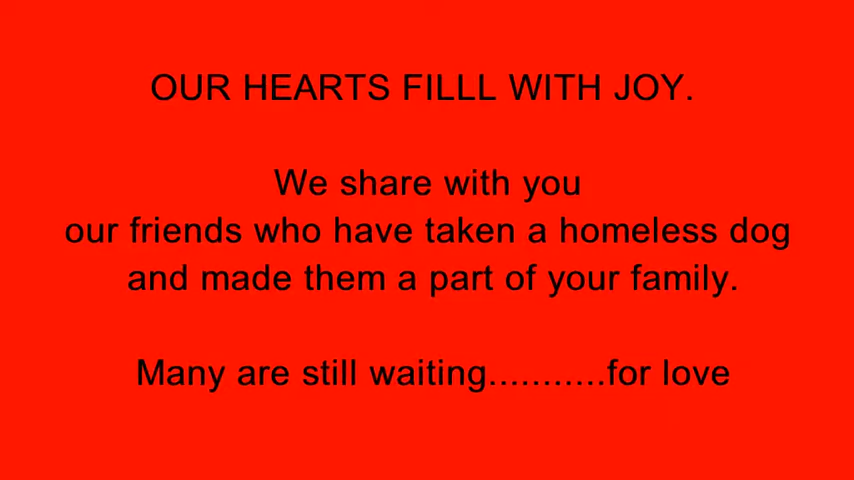 OUR HEARTS FILLL WITH JOY.
We share with you
our friends who have taken a homeless dog
and made them a part of your family.
Many are still waiting...........for love